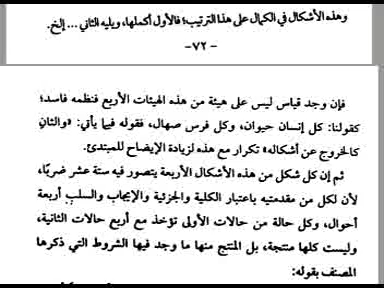 وهذه الأشكال في الكمال على هذا الترتيب؛ فالأول أكملها، ويليه الثاني ... إلخ.
- ٧٢ -
فإن وجد قياس ليس على هيئة من هذه الهيئات الأربع فنظمه فاسد؛
كقولنا: كل إنسان حيوان، وكل فرس صهال، فقوله فيما يأتي: «والثانِ
كالخروج عن أشكاله» تكرار مع هذه لزيادة الإيضاح للمبتدئ.
ثم إن كل شكل من هذه الأشكال الأربعة يتصور فيه ستة عشر ضربًا،
لأن لكل من مقدمتيه باعتبار الكلية والجزئية والإيجاب والسلب أربعة
أحوال، وكل حالة من حالات الأولى تؤخذ مع أربع حالات الثانية،
وليست كلها منتجة، بل المنتج منها ما وجد فيها الشروط التي ذكرها
المصنف بقوله: